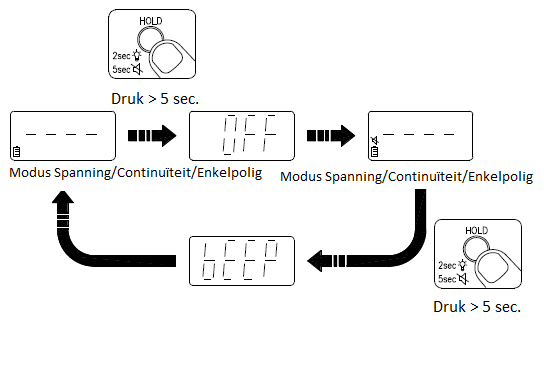 HOLD
2sec
5sec
Druk > 5 sec.
- - - - OFF - - - -
Modus Spanning/Continuïteit/Enkelpolig
Modus Spanning/Continuïteit/Enkelpolig
bEEP
HOLD
2sec
5sec
Druk > 5 sec.